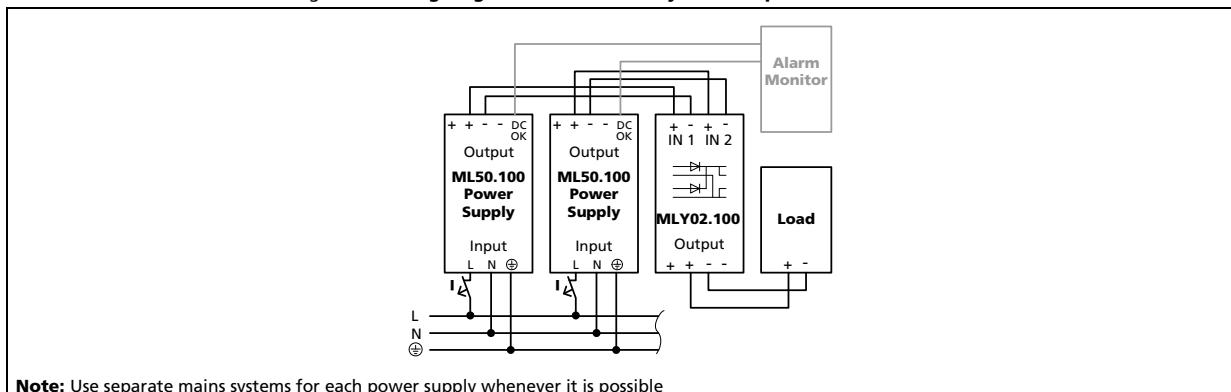 Alarm
Monitor
+ + - - DC
OK
Output
ML50.100
Power
Supply
Input
L N
I
+ + - - DC
OK
Output
ML50.100
Power
Supply
Input
L N
I
+ - + -
IN 1 IN 2
MLY02.100
Output
+ + - -
Load
+ -
L
N
Note: Use separate mains systems for each power supply whenever it is possible